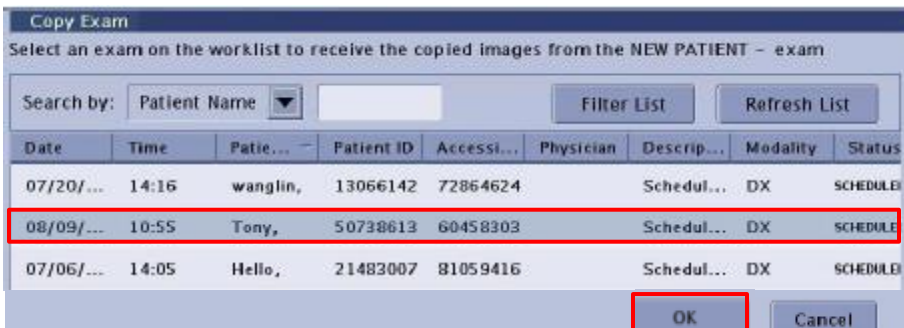 Copy Exam
Select an exam on the worklist to receive the copied images from the NEW PATIENT - exam
Search by: Patient Name Filter List Refresh List
Date Time Patie... Patient ID Accessi... Physician Descrip... Modality Status
07/20/... 14:16 wanglin, 13066142 72864624 Schedul... DX SCHEDULE
08/09/... 10:55 Tony, 50738613 60458303 Schedul... DX SCHEDULE
07/06/... 14:05 Hello, 21483007 81059416 Schedul... DX SCHEDULE
OK Cancel